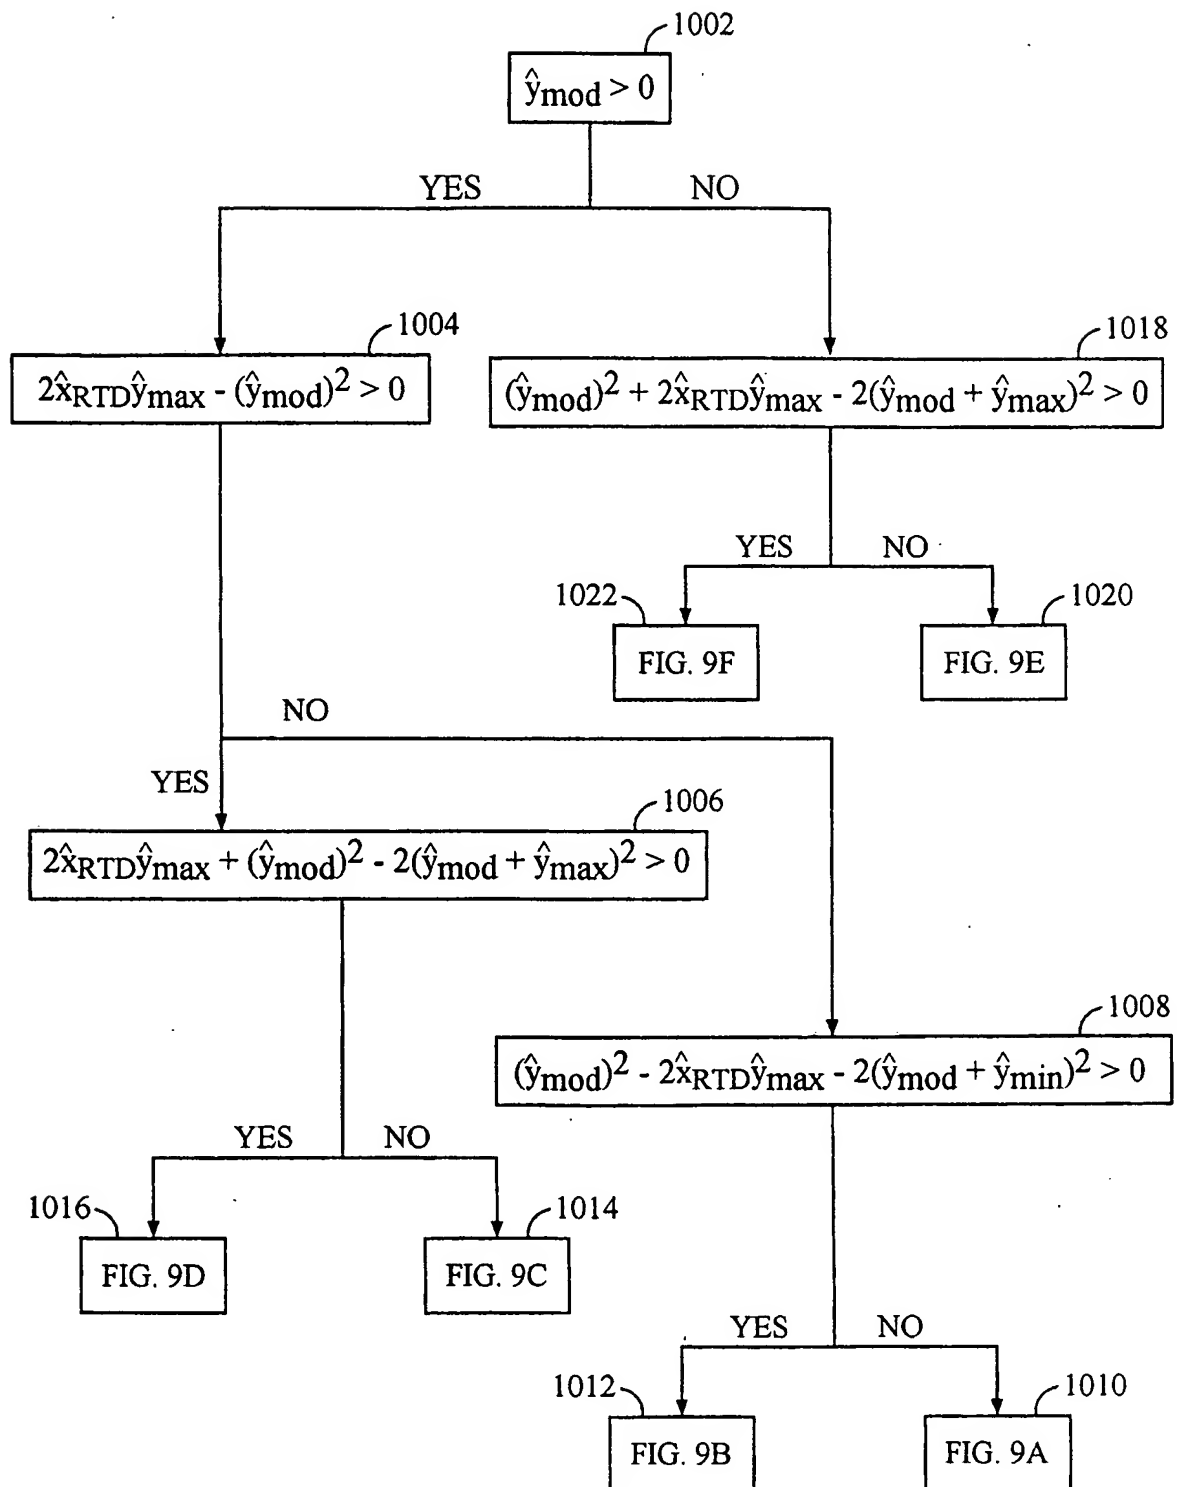 1002
ŷmod > 0
YES
NO
1004
2x̂RTDŷmax - (ŷmod)² > 0
1018
(ŷmod)² + 2x̂RTDŷmax - 2(ŷmod + ŷmax)² > 0
YES
NO
1022
FIG. 9F
1020
FIG. 9E
NO
YES
1006
2x̂RTDŷmax + (ŷmod)² - 2(ŷmod + ŷmax)² > 0
1008
(ŷmod)² - 2x̂RTDŷmax - 2(ŷmod + ŷmin)² > 0
YES
NO
1016
FIG. 9D
1014
FIG. 9C
YES
NO
1012
FIG. 9B
1010
FIG. 9A